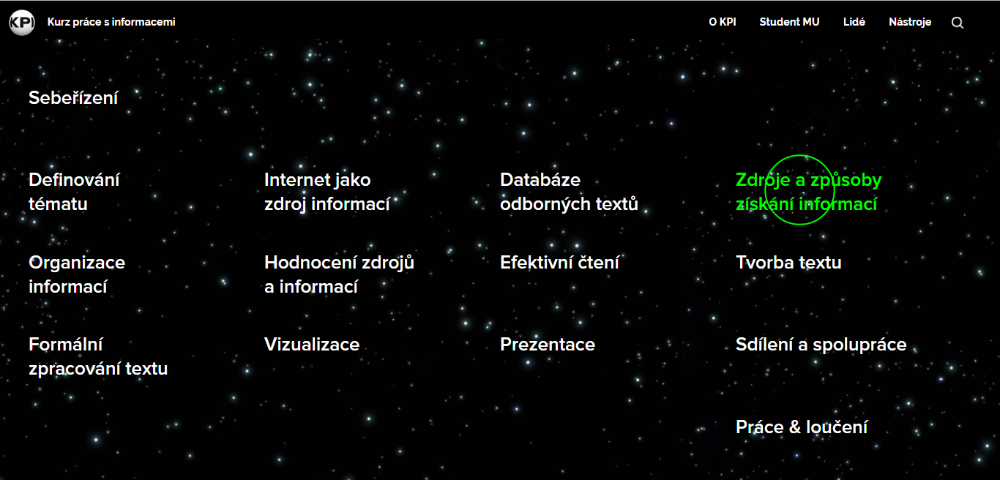 KPI
Kurz práce s informacemi
O KPI
Student MU
Lidé
Nástroje
Sebeřízení
Definování
tématu
Internet jako
zdroj informací
Databáze
odborných textů
Zdroje a způsoby
získání informací
Organizace
informací
Hodnocení zdrojů
a informací
Efektivní čtení
Tvorba textu
Formální
zpracování textu
Vizualizace
Prezentace
Sdílení a spolupráce
Práce & loučení